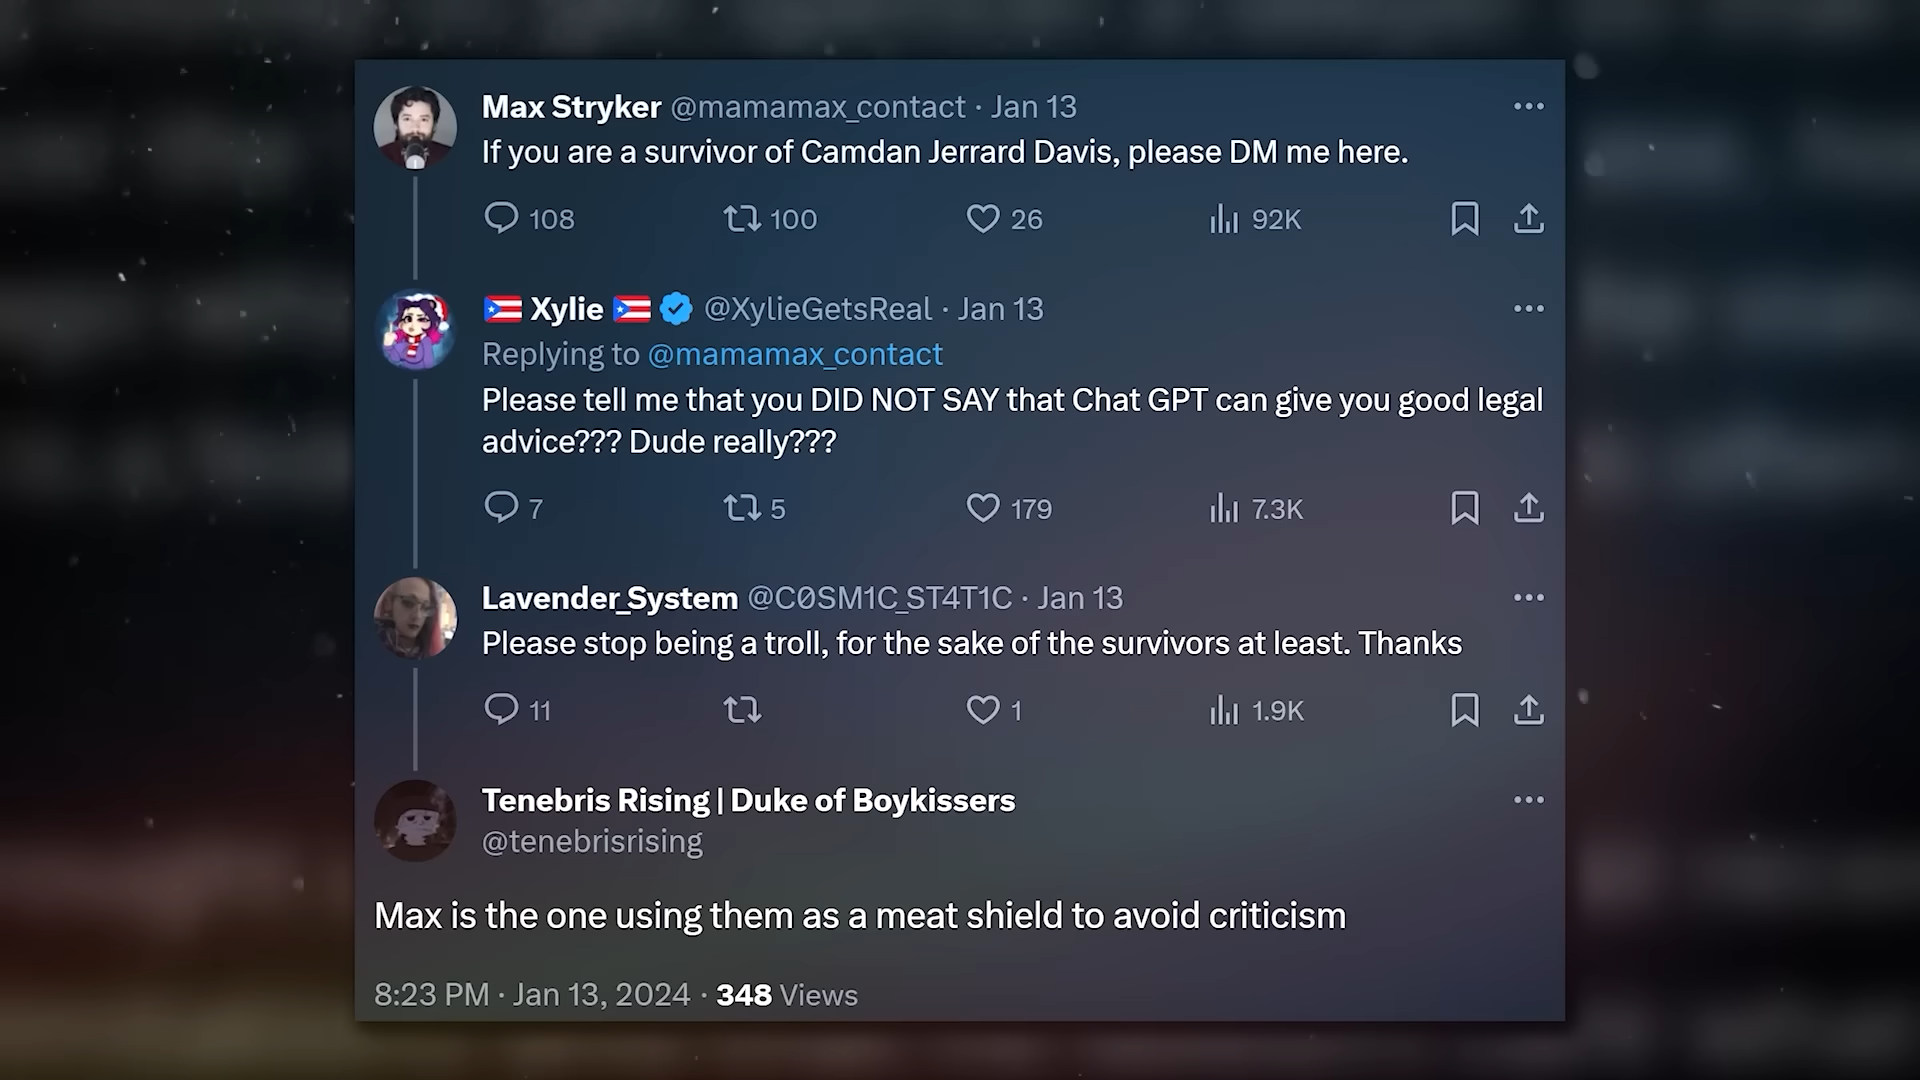 Max Stryker @mamamax_contact · Jan 13
If you are a survivor of Camdan Jerrard Davis, please DM me here.
108 100 26 92K
🇵🇷 Xylie 🇵🇷 @XylieGetsReal · Jan 13
Replying to @mamamax_contact
Please tell me that you DID NOT SAY that Chat GPT can give you good legal
advice??? Dude really???
7 5 179 7.3K
Lavender_System @C0SM1C_ST4T1C · Jan 13
Please stop being a troll, for the sake of the survivors at least. Thanks
11 1 1.9K
Tenebris Rising | Duke of Boykissers
@tenebrisrising
Max is the one using them as a meat shield to avoid criticism
8:23 PM · Jan 13, 2024 · 348 Views